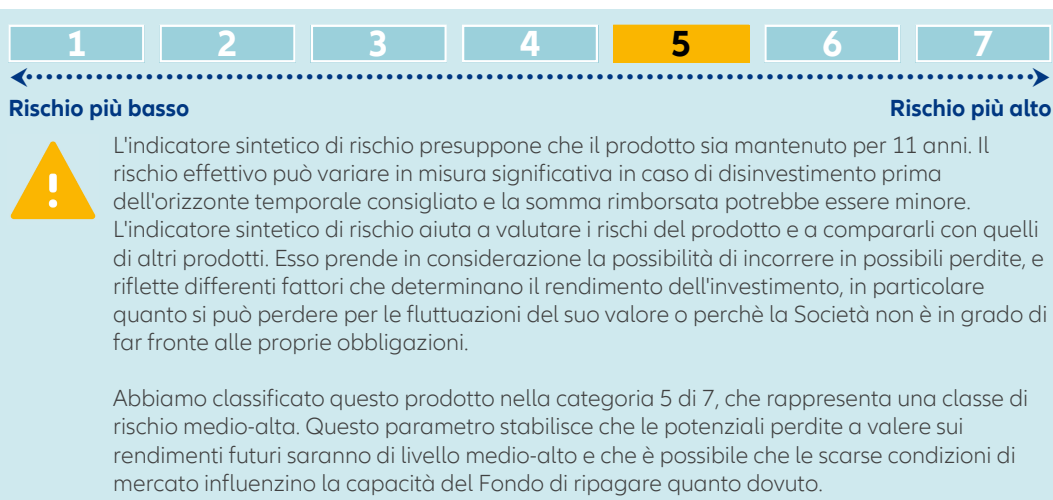 1 2 3 4 5 6 7
Rischio più basso Rischio più alto
L'indicatore sintetico di rischio presuppone che il prodotto sia mantenuto per 11 anni. Il
rischio effettivo può variare in misura significativa in caso di disinvestimento prima
dell'orizzonte temporale consigliato e la somma rimborsata potrebbe essere minore.
L'indicatore sintetico di rischio aiuta a valutare i rischi del prodotto e a compararli con quelli
di altri prodotti. Esso prende in considerazione la possibilità di incorrere in possibili perdite, e
riflette differenti fattori che determinano il rendimento dell'investimento, in particolare
quanto si può perdere per le fluttuazioni del suo valore o perchè la Società non è in grado di
far fronte alle proprie obbligazioni.
Abbiamo classificato questo prodotto nella categoria 5 di 7, che rappresenta una classe di
rischio medio-alta. Questo parametro stabilisce che le potenziali perdite a valere sui
rendimenti futuri saranno di livello medio-alto e che è possibile che le scarse condizioni di
mercato influenzino la capacità del Fondo di ripagare quanto dovuto.